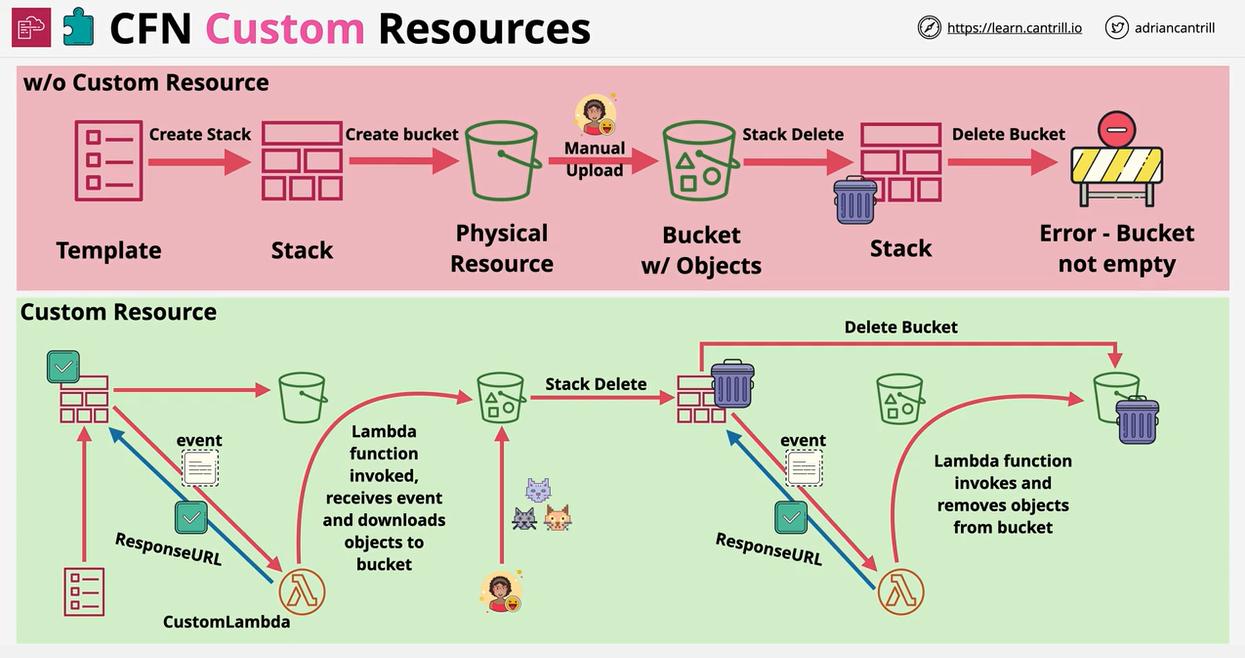 CFN Custom Resources
https://learn.cantrill.io
adriancantrill
w/o Custom Resource
Create Stack
Create bucket
Manual
Upload
Stack Delete
Delete Bucket
Template
Stack
Physical
Resource
Bucket
w/ Objects
Stack
Error - Bucket
not empty
Custom Resource
Delete Bucket
Stack Delete
event
Lambda
function
invoked,
receives event
and downloads
objects to
bucket
ResponseURL
CustomLambda
event
ResponseURL
Lambda function
invokes and
removes objects
from bucket